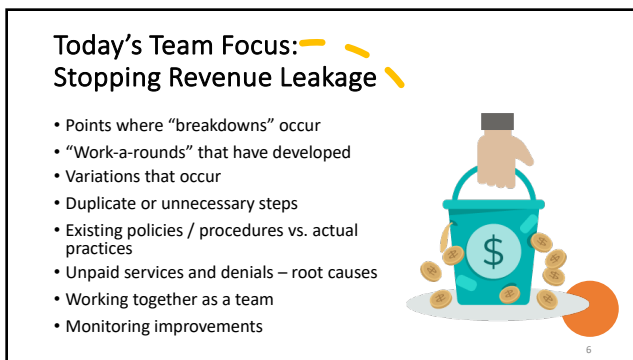 Today's Team Focus:
Stopping Revenue Leakage
• Points where “breakdowns” occur
• “Work-a-rounds” that have developed
• Variations that occur
• Duplicate or unnecessary steps
• Existing policies / procedures vs. actual
practices
• Unpaid services and denials – root causes
• Working together as a team
• Monitoring improvements
$
6